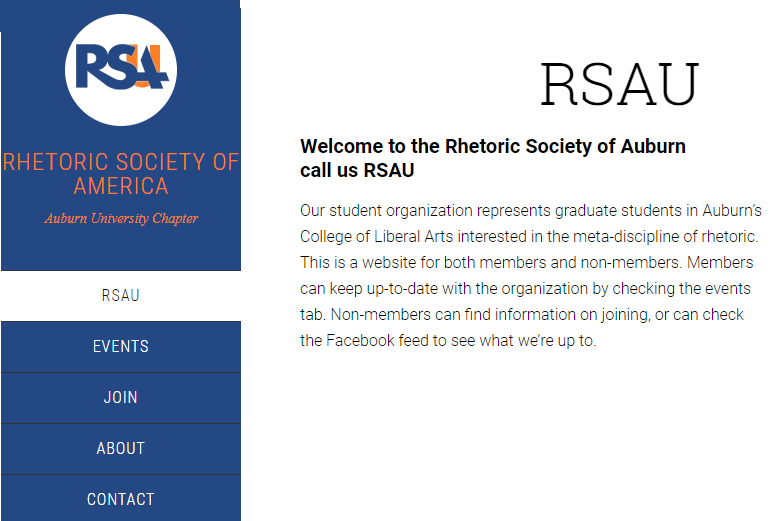 RSA
RHETORIC SOCIETY OF
AMERICA
Auburn University Chapter
RSAU
EVENTS
JOIN
ABOUT
CONTACT
RSAU
Welcome to the Rhetoric Society of Auburn
call us RSAU
Our student organization represents graduate students in Auburn’s
College of Liberal Arts interested in the meta-discipline of rhetoric.
This is a website for both members and non-members. Members
can keep up-to-date with the organization by checking the events
tab. Non-members can find information on joining, or can check
the Facebook feed to see what we’re up to.